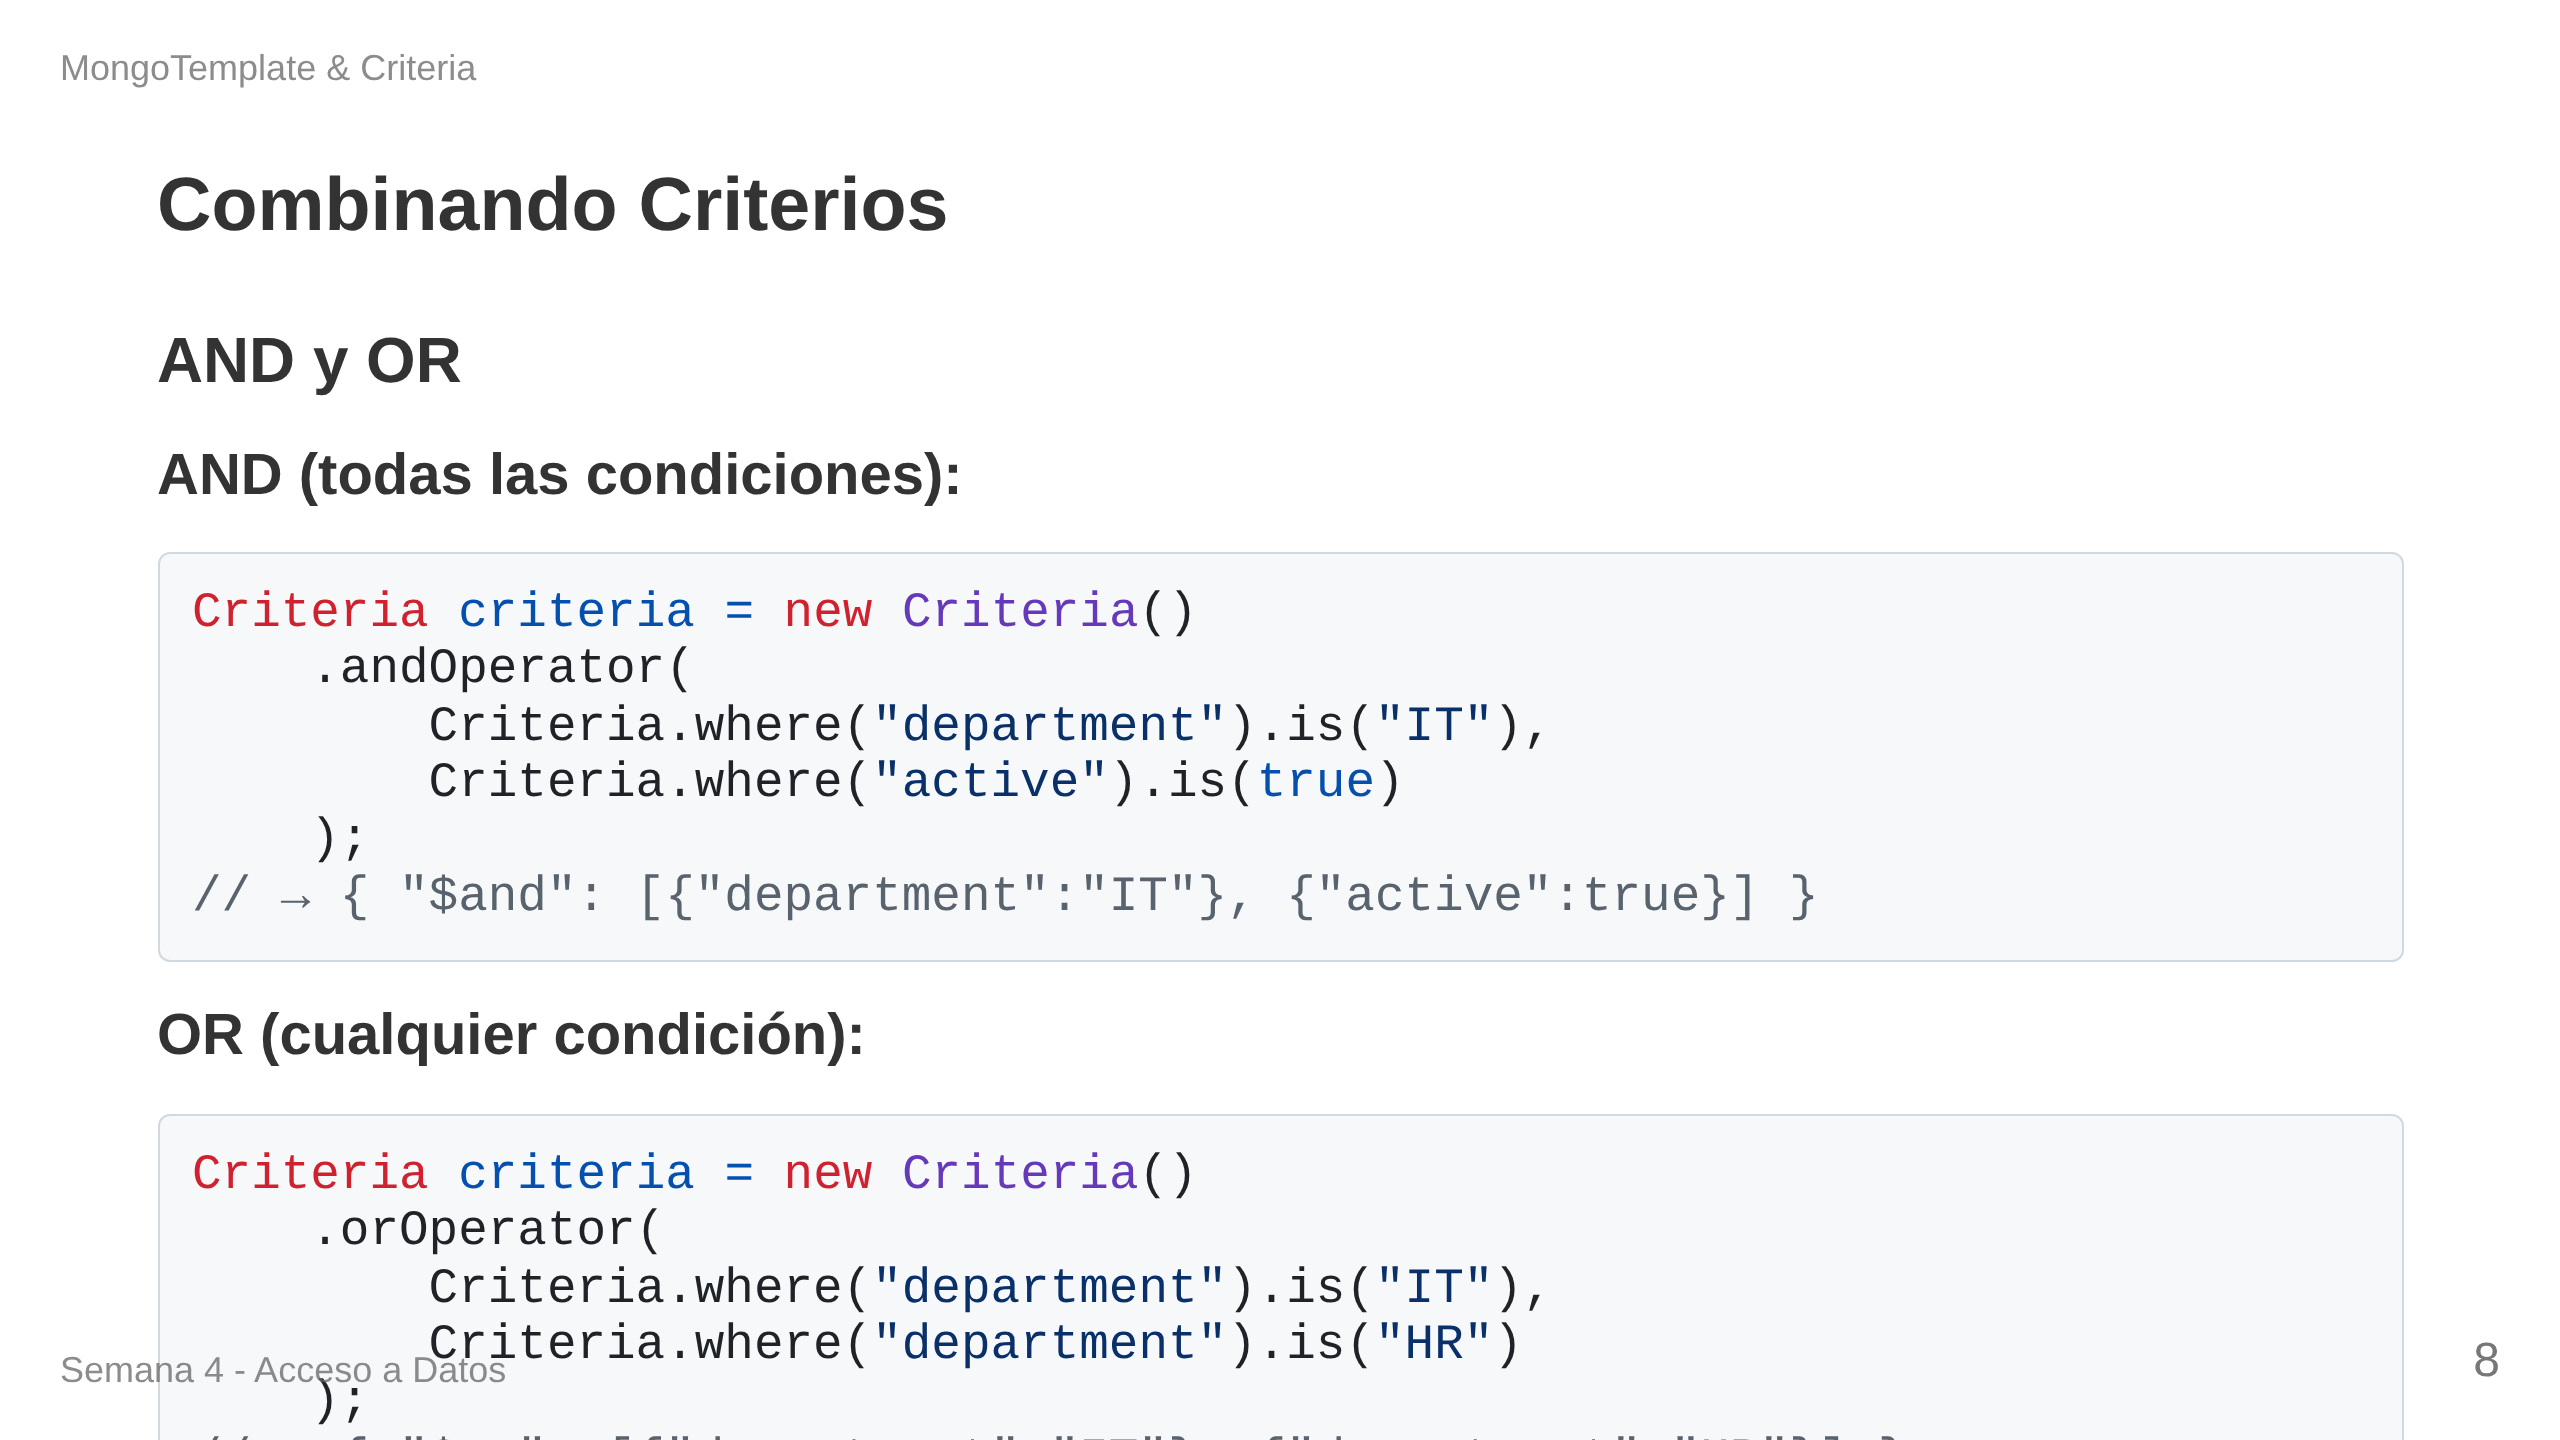 MongoTemplate & Criteria
Combinando Criterios
AND y OR
AND (todas las condiciones):
Criteria criteria = new Criteria()
    .andOperator(
        Criteria.where("department").is("IT"),
        Criteria.where("active").is(true)
    );
// → { "$and": [{"department":"IT"}, {"active":true}] }
OR (cualquier condición):
Criteria criteria = new Criteria()
    .orOperator(
        Criteria.where("department").is("IT"),
        Criteria.where("department").is("HR")
    );
Semana 4 - Acceso a Datos
8